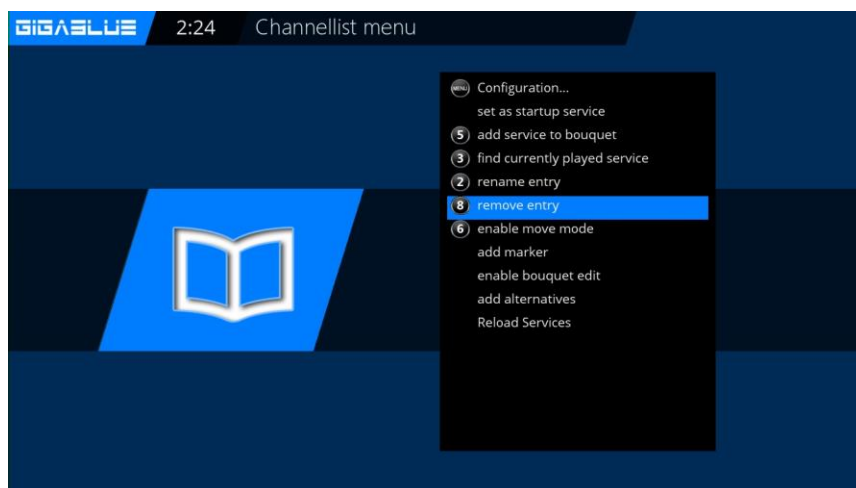 GIGABLUE 2:24 Channellist menu
MENU Configuration...
set as startup service
5 add service to bouquet
3 find currently played service
2 rename entry
8 remove entry
6 enable move mode
add marker
enable bouquet edit
add alternatives
Reload Services